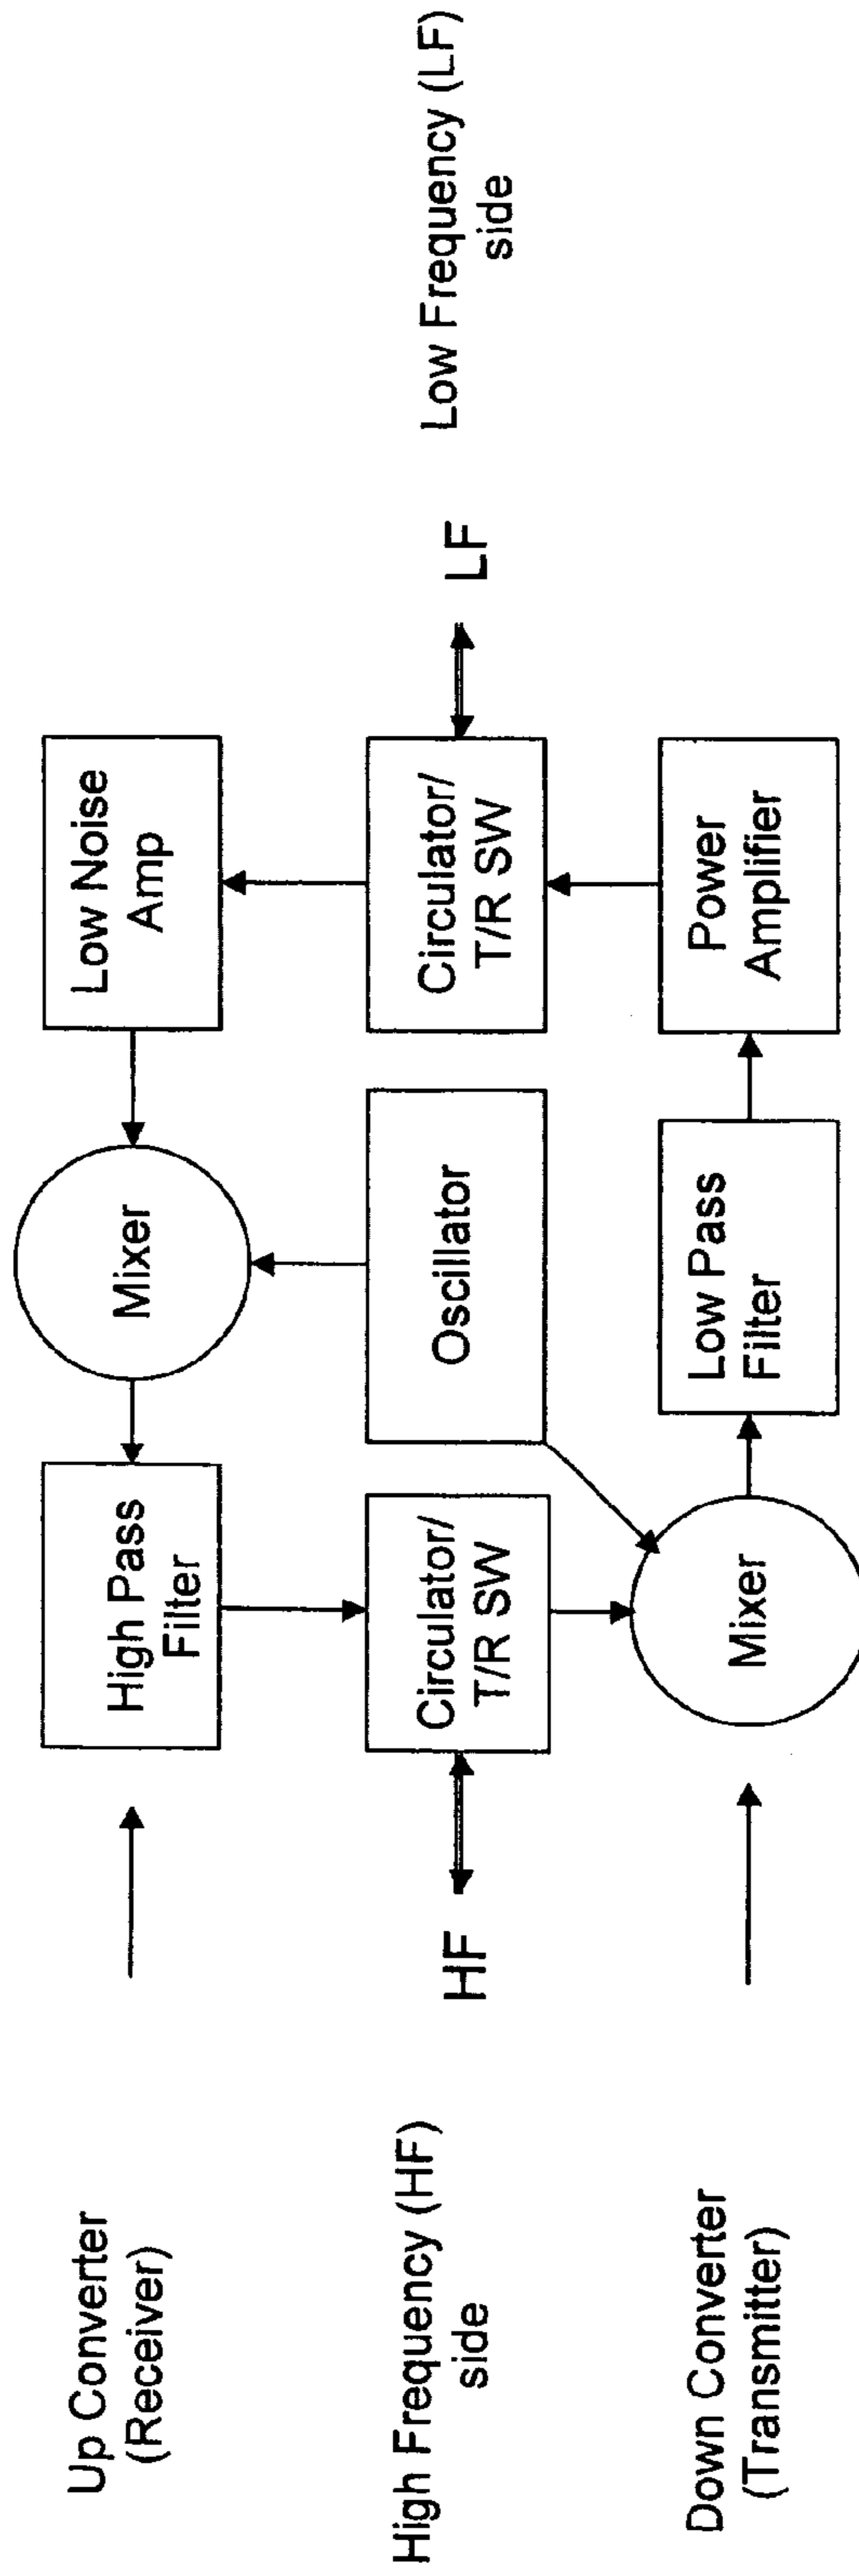 Up Converter
(Receiver)
High Pass
Filter
Mixer
Low Noise
Amp
High Frequency (HF)
side
HF
Circulator/
T/R SW
Oscillator
Circulator/
T/R SW
LF
Low Frequency (LF)
side
Down Converter
(Transmitter)
Mixer
Low Pass
Filter
Power
Amplifier